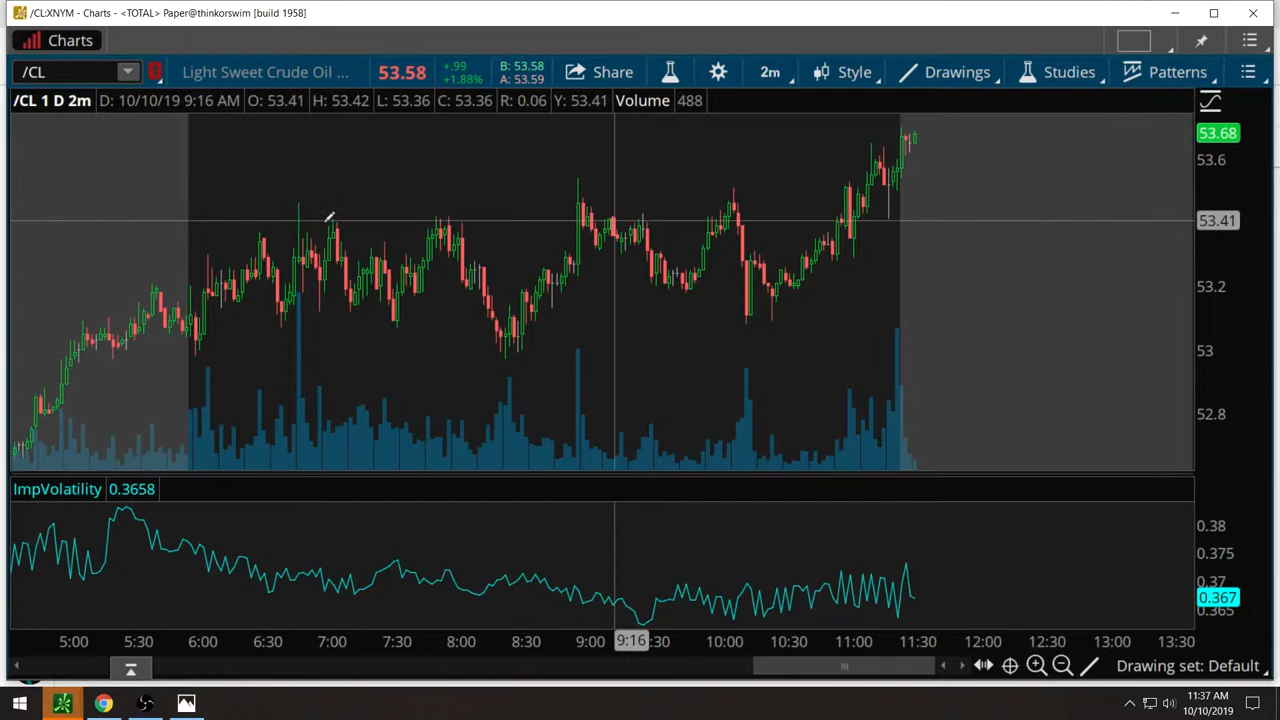 /CL:XNYM - Charts - <TOTAL> Paper@thinkorswim [build 1958]
Charts
/CL Light Sweet Crude Oil ... 53.58 +.99 +1.88% B: 53.58 A: 53.59 Share 2m Style Drawings Studies Patterns
/CL 1 D 2m D: 10/10/19 9:16 AM O: 53.41 H: 53.42 L: 53.36 C: 53.36 R: 0.06 Y: 53.41 Volume 488
53.68
53.6
53.41
53.2
53
52.8
ImpVolatility 0.3658
0.38
0.375
0.37
0.367
0.365
5:00 5:30 6:00 6:30 7:00 7:30 8:00 8:30 9:00 9:16 :30 10:00 10:30 11:00 11:30 12:00 12:30 13:00 13:30
Drawing set: Default
11:37 AM
10/10/2019